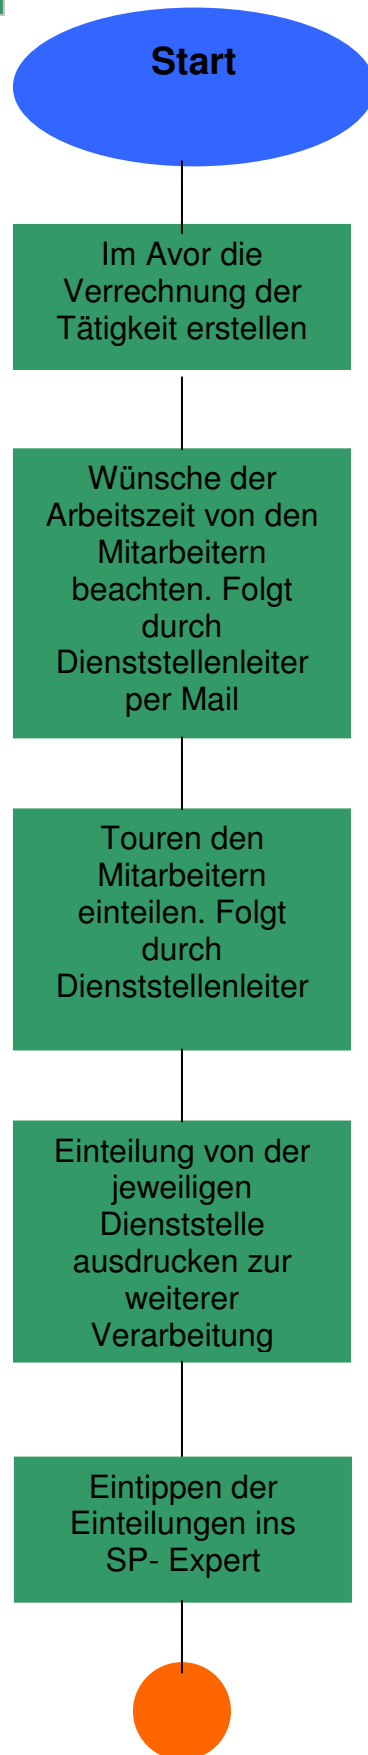 Start
Im Avor die
Verrechnung der
Tätigkeit erstellen
Wünsche der
Arbeitszeit von den
Mitarbeitern
beachten. Folgt
durch
Dienststellenleiter
per Mail
Touren den
Mitarbeitern
einteilen. Folgt
durch
Dienststellenleiter
Einteilung von der
jeweiligen
Dienststelle
ausdrucken zur
weiterer
Verarbeitung
Eintippen der
Einteilungen ins
SP- Expert